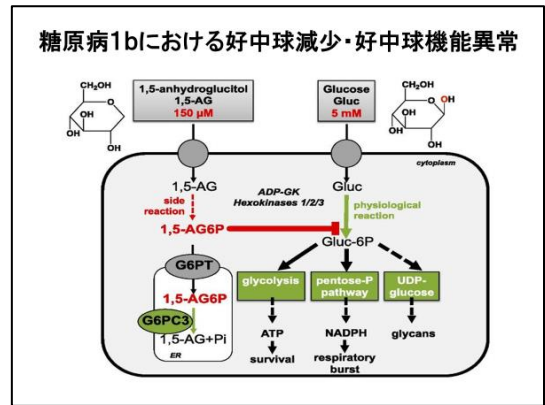 糖原病1bにおける好中球減少・好中球機能異常
CH₂OH
O
OH
OH
OH
1,5-anhydroglucitol
1,5-AG
150 µM
Glucose
Gluc
5 mM
CH₂OH
O
OH
OH
OH
OH
cytoplasm
1,5-AG
ADP-GK
Hexokinases 1/2/3
Gluc
side
reaction
physiological
reaction
1,5-AG6P
Gluc-6P
G6PT
glycolysis
pentose-P
pathway
UDP-
glucose
1,5-AG6P
G6PC3
1,5-AG+Pi
ER
ATP
NADPH
glycans
survival
respiratory
burst